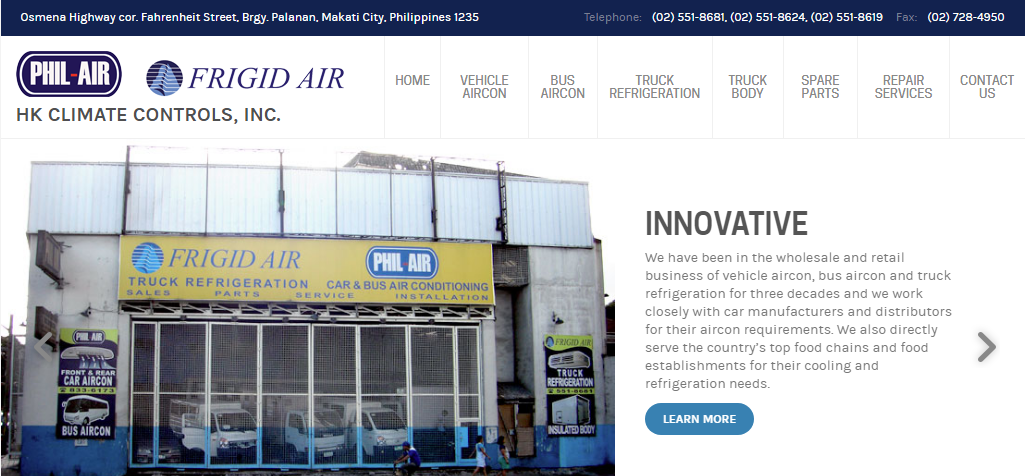 Osmena Highway cor. Fahrenheit Street, Brgy. Palanan, Makati City, Philippines 1235
Telephone: (02) 551-8681, (02) 551-8624, (02) 551-8619 Fax: (02) 728-4950
PHIL-AIR
FRIGID AIR
HK CLIMATE CONTROLS, INC.
HOME
VEHICLE
AIRCON
BUS
AIRCON
TRUCK
REFRIGERATION
TRUCK
BODY
SPARE
PARTS
REPAIR
SERVICES
CONTACT
US
FRIGID AIR
PHIL AIR
TRUCK REFRIGERATION
CAR & BUS AIR CONDITIONING
SALES PARTS SERVICE INSTALLATION
PHIL AIR
FRONT & REAR
CAR AIRCON
833-6173
BUS AIRCON
FRIGID AIR
TRUCK
REFRIGERATION
551-8681
INSULATED BODY
INNOVATIVE
We have been in the wholesale and retail
business of vehicle aircon, bus aircon and truck
refrigeration for three decades and we work
closely with car manufacturers and distributors
for their aircon requirements. We also directly
serve the country's top food chains and food
establishments for their cooling and
refrigeration needs.
LEARN MORE